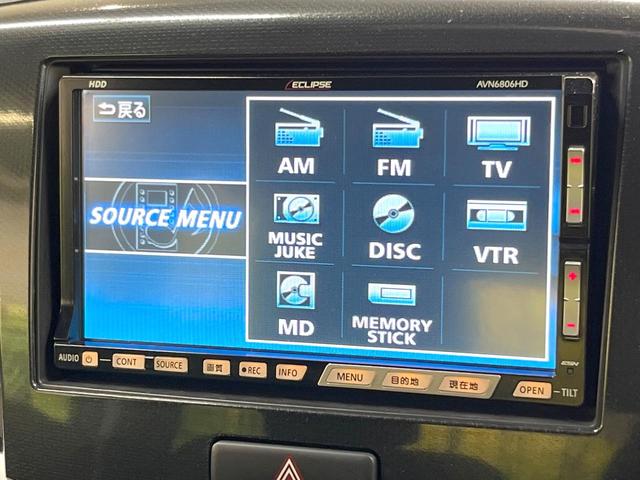 HDD ECLIPSE AVN6806HD
戻る
AM FM TV
SOURCE MENU
MUSIC JUKE DISC VTR
MD MEMORY STICK
AUDIO CONT SOURCE 画質 ●REC INFO MENU 目的地 現在地 OPEN TILT
ESN